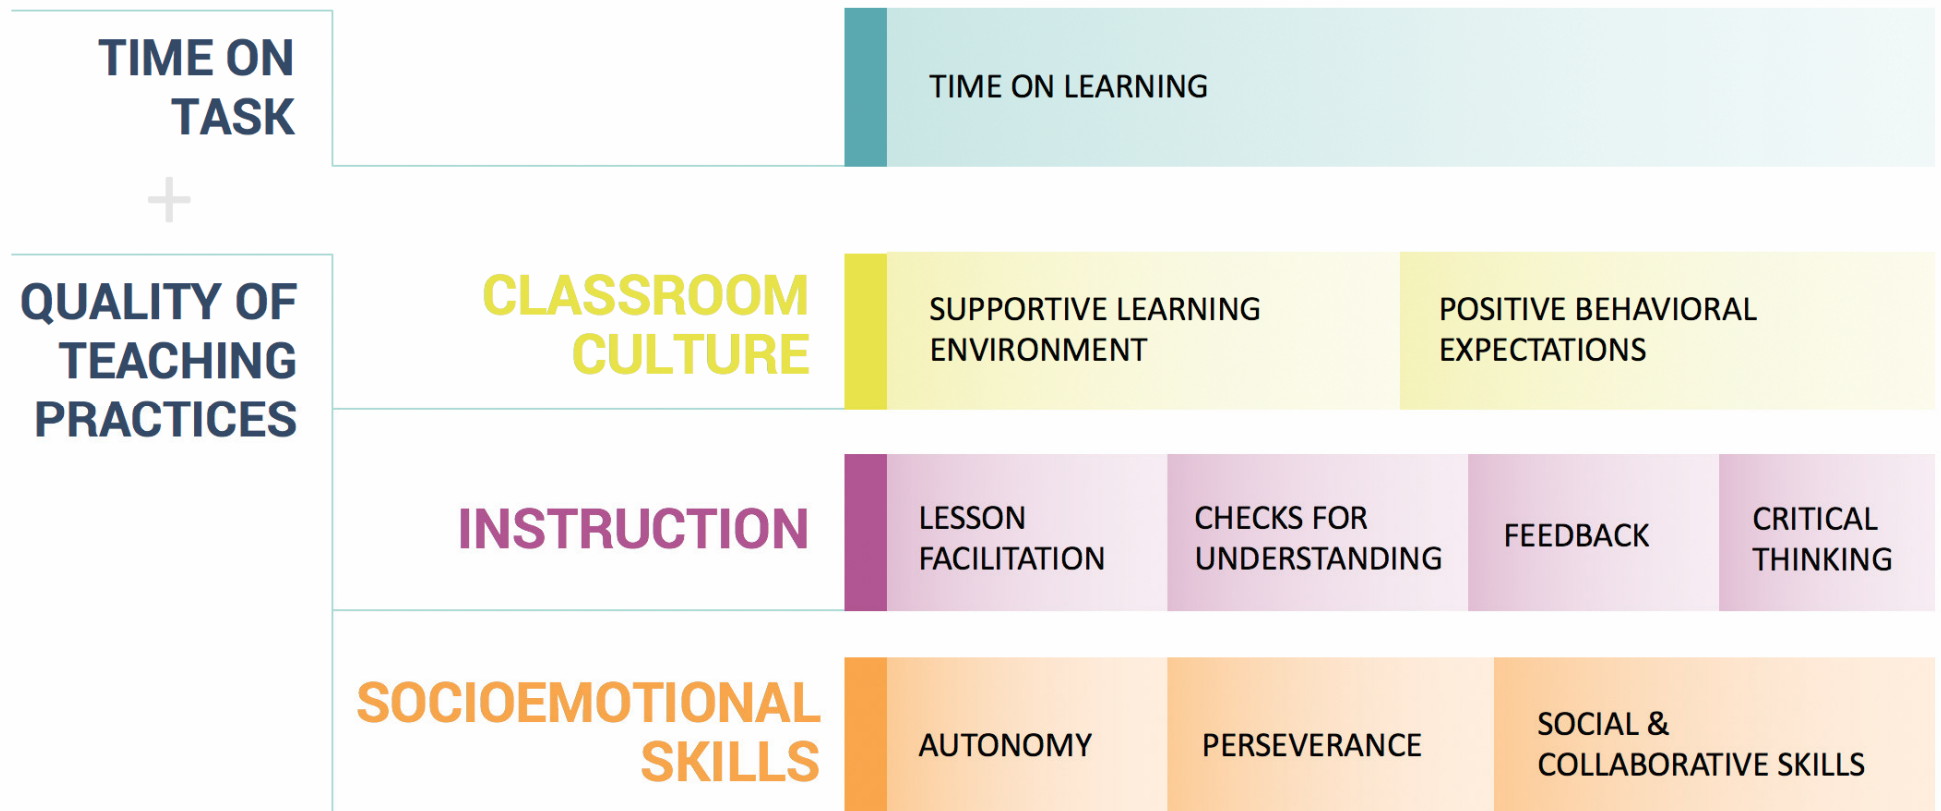 TIME ON
TASK
TIME ON LEARNING
+
QUALITY OF
TEACHING
PRACTICES
CLASSROOM
CULTURE
SUPPORTIVE LEARNING
ENVIRONMENT
POSITIVE BEHAVIORAL
EXPECTATIONS
INSTRUCTION
LESSON
FACILITATION
CHECKS FOR
UNDERSTANDING
FEEDBACK
CRITICAL
THINKING
SOCIOEMOTIONAL
SKILLS
AUTONOMY
PERSEVERANCE
SOCIAL &
COLLABORATIVE SKILLS